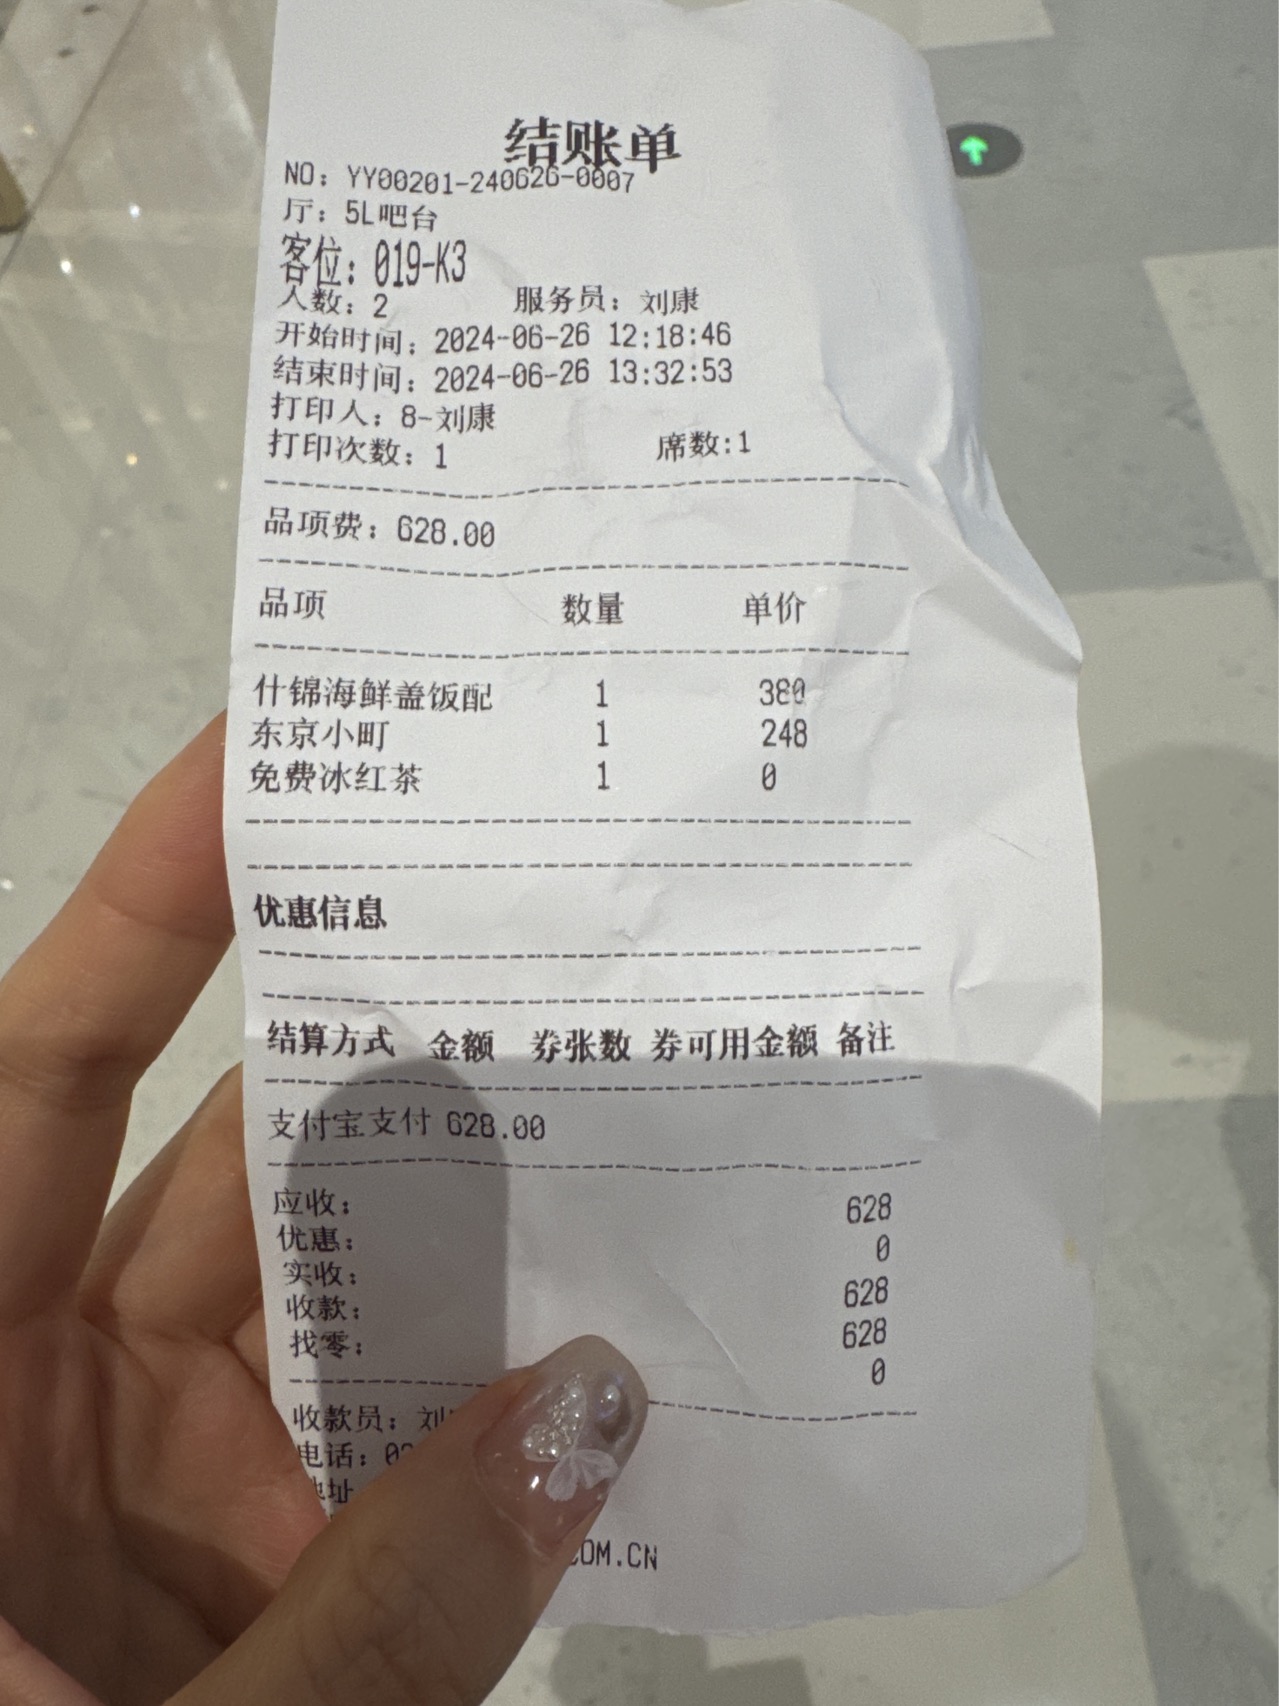 结账单
NO: YY00201-240626-0007
厅: 5L吧台
客位: 019-K3
人数: 2 服务员: 刘康
开始时间: 2024-06-26 12:18:46
结束时间: 2024-06-26 13:32:53
打印人: 8-刘康
打印次数: 1 席数:1
品项费: 628.00
品项 数量 单价
什锦海鲜盖饭配 1 380
东京小町 1 248
免费冰红茶 1 0
优惠信息
结算方式 金额 券张数 券可用金额 备注
支付宝支付 628.00
应收: 628
优惠: 0
实收: 628
收款: 628
找零: 0
收款员: 刘
电话: 02
地址
COM.CN